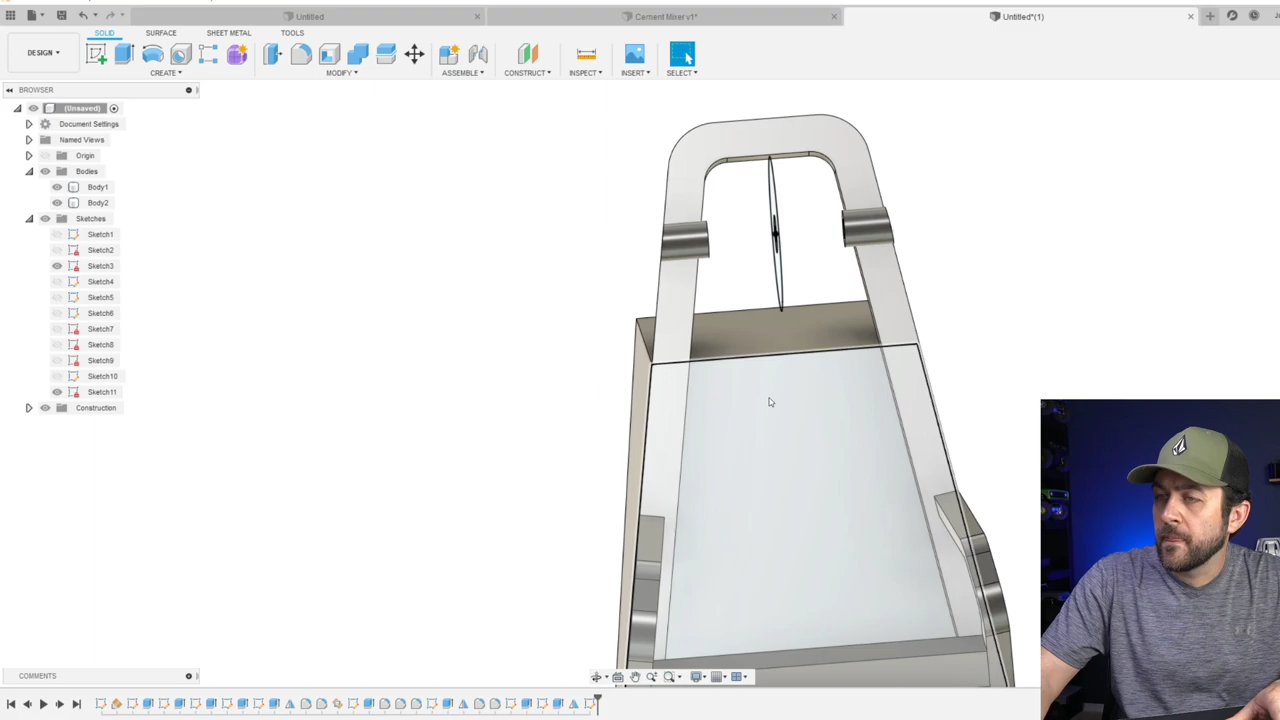 Untitled
Cement Mixer v1*
Untitled*(1)
DESIGN
SOLID
SURFACE
SHEET METAL
TOOLS
CREATE
MODIFY
ASSEMBLE
CONSTRUCT
INSPECT
INSERT
SELECT
BROWSER
(Unsaved)
Document Settings
Named Views
Origin
Bodies
Body1
Body2
Sketches
Sketch1
Sketch2
Sketch3
Sketch4
Sketch5
Sketch6
Sketch7
Sketch8
Sketch9
Sketch10
Sketch11
Construction
COMMENTS